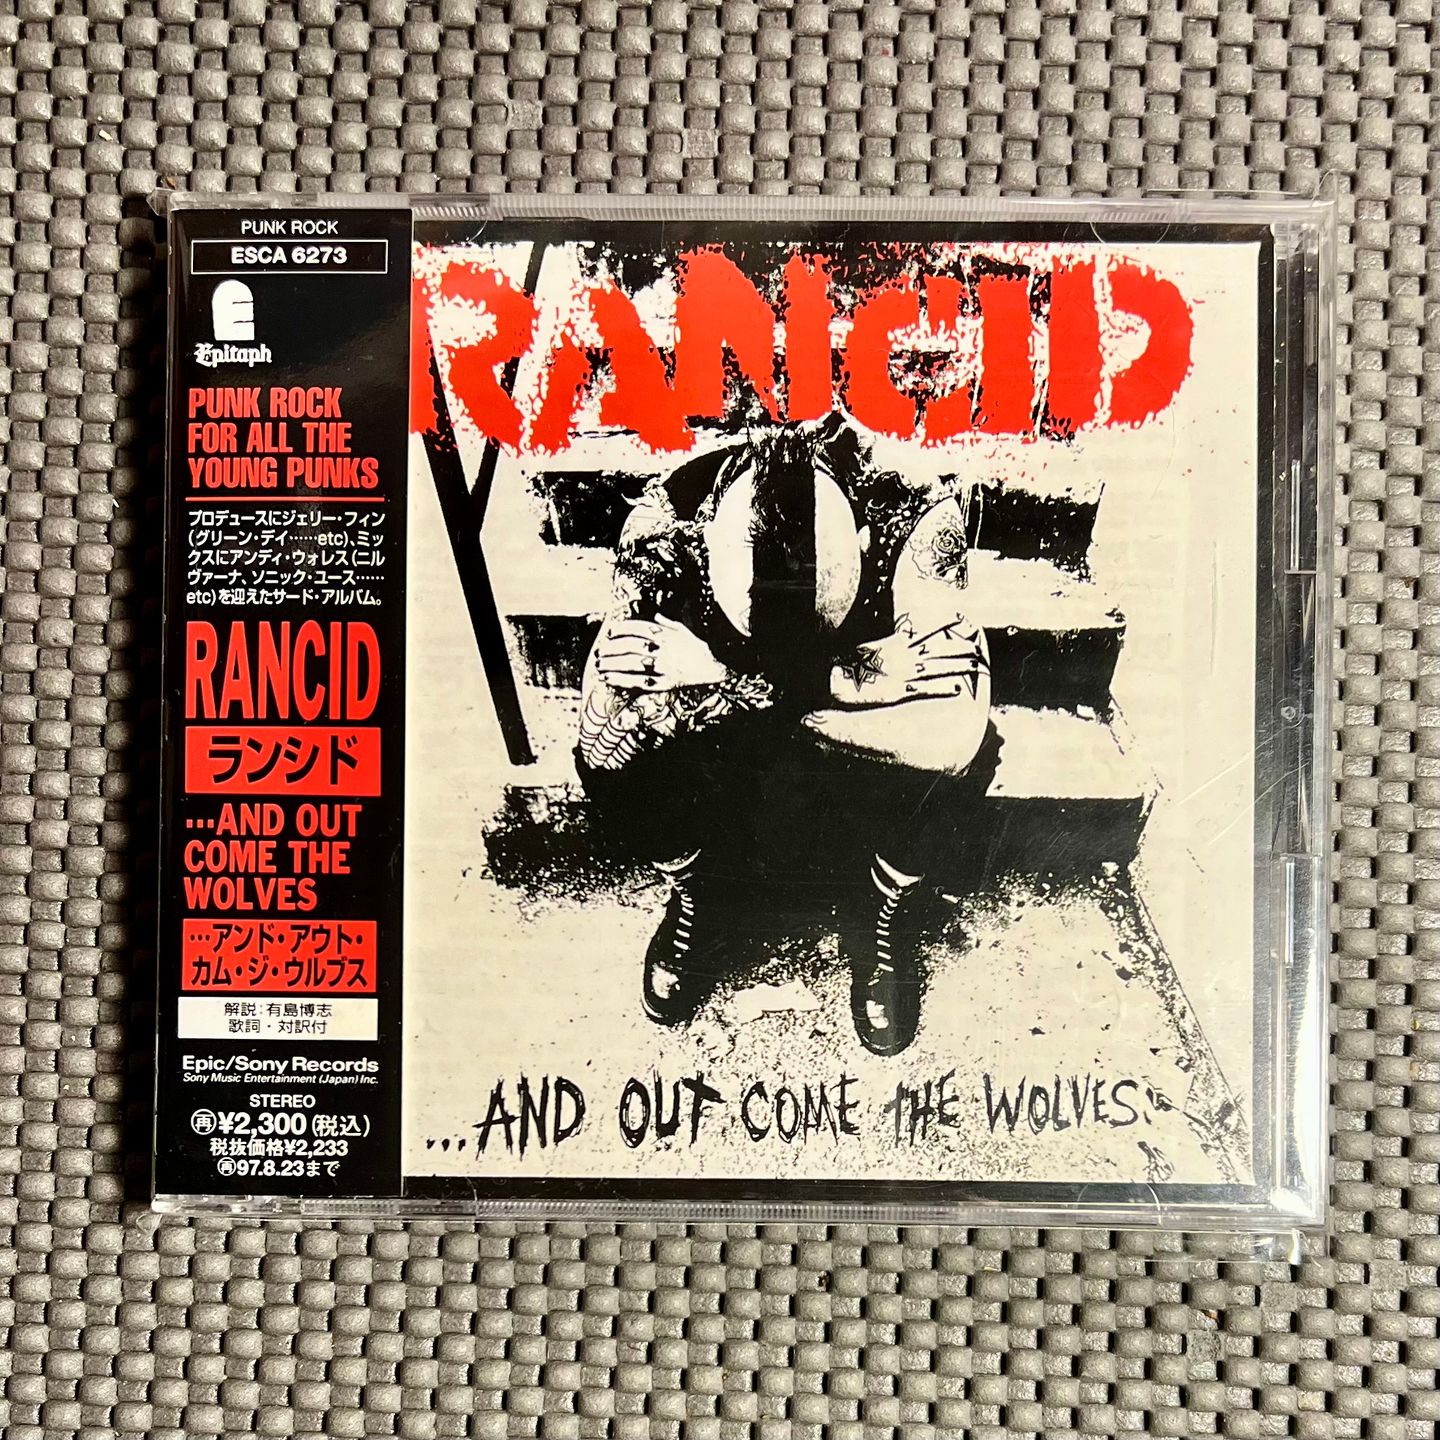 PUNK ROCK
ESCA 6273
Epitaph
PUNK ROCK
FOR ALL THE
YOUNG PUNKS
プロデュースにジェリー・フィン
(グリーン・デイ……etc)、ミッ
クスにアンディ・ウォレス(ニル
ヴァーナ、ソニック・ユース……
etc)を迎えたサード・アルバム。
RANCID
ランシド
…AND OUT
COME THE
WOLVES
…アンド・アウト・
カム・ジ・ウルブス
解説:有島博志
歌詞・対訳付
Epic/Sony Records
Sony Music Entertainment (Japan) Inc.
STEREO
再¥2,300(税込)
税抜価格¥2,233
再97.8.23まで
RANCID
...AND OUT COME THE WOLVES